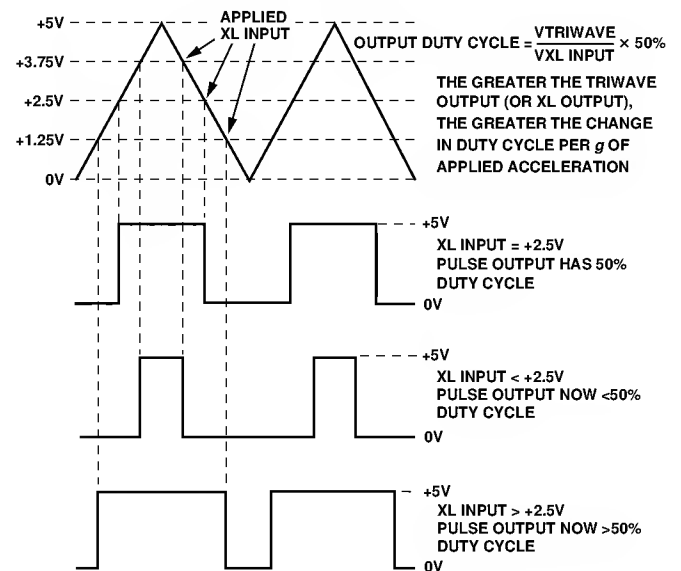 +5V
+3.75V
+2.5V
+1.25V
0V
APPLIED
XL INPUT
OUTPUT DUTY CYCLE = VTRIWAVE / VXL INPUT × 50%
THE GREATER THE TRIWAVE
OUTPUT (OR XL OUTPUT),
THE GREATER THE CHANGE
IN DUTY CYCLE PER g OF
APPLIED ACCELERATION
+5V
XL INPUT = +2.5V
PULSE OUTPUT HAS 50%
DUTY CYCLE
0V
+5V
XL INPUT < +2.5V
PULSE OUTPUT NOW <50%
DUTY CYCLE
0V
+5V
XL INPUT > +2.5V
PULSE OUTPUT NOW >50%
DUTY CYCLE
0V